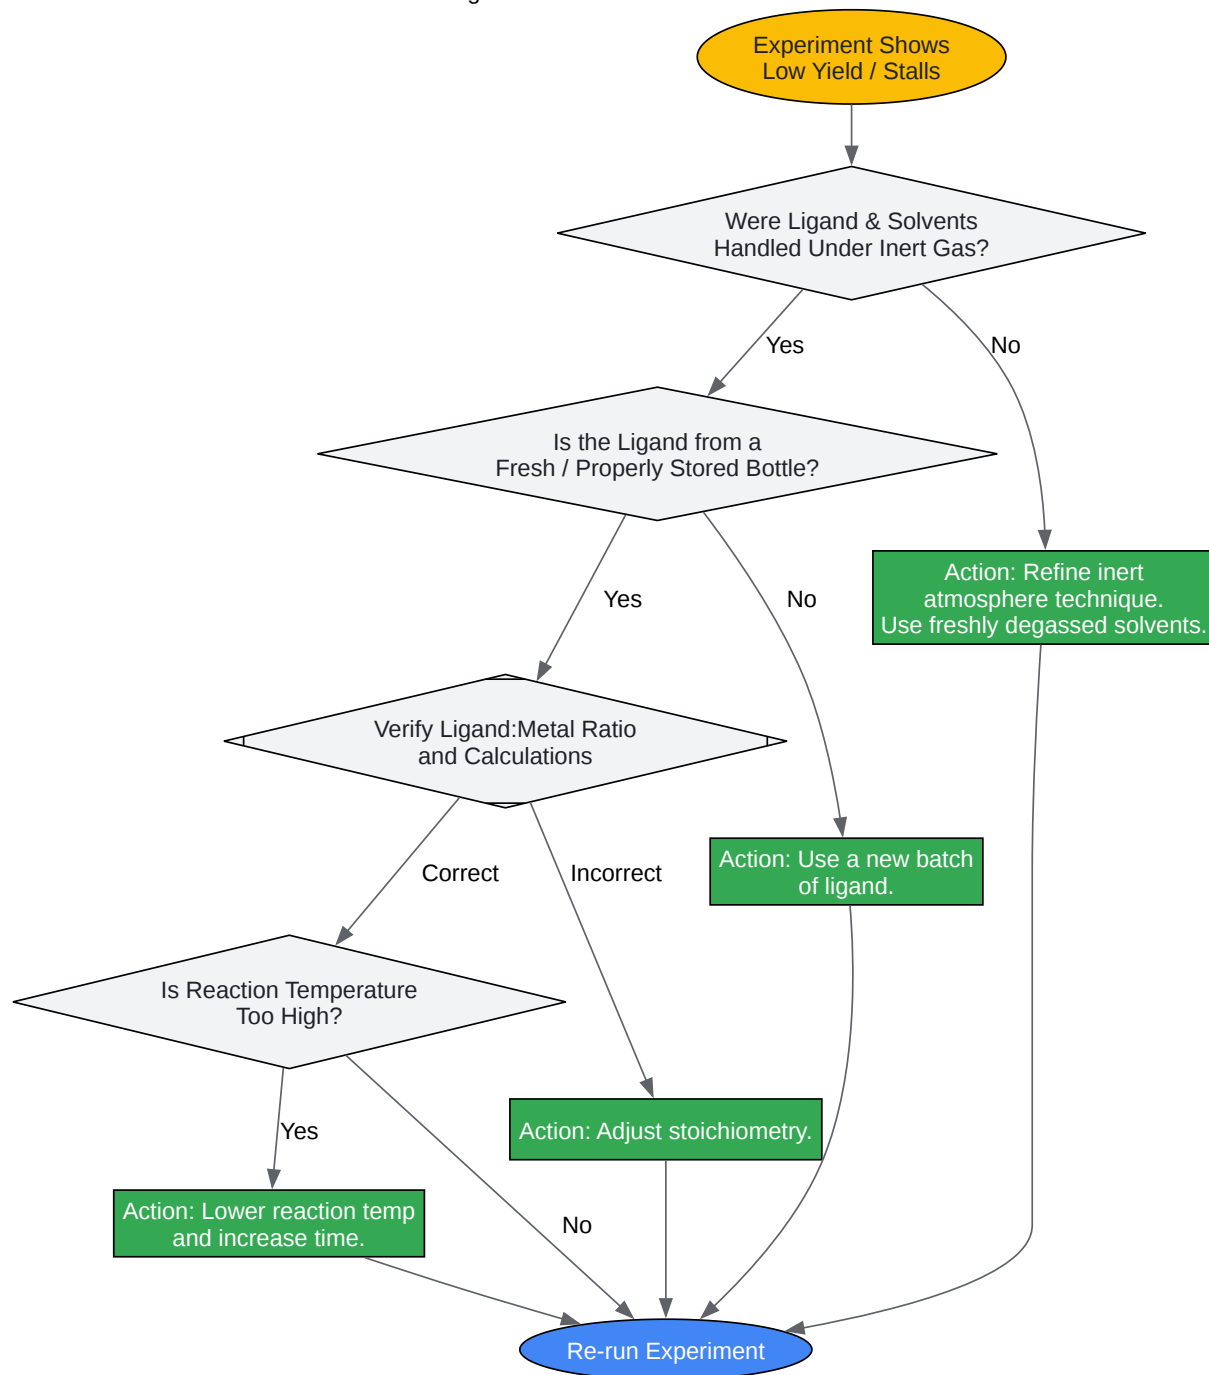 Experiment Shows
Low Yield / Stalls
Were Ligand & Solvents
Handled Under Inert Gas?
Yes
No
Is the Ligand from a
Fresh / Properly Stored Bottle?
Yes
No
Action: Refine inert
atmosphere technique.
Use freshly degassed solvents.
Verify Ligand:Metal Ratio
and Calculations
Correct
Incorrect
Action: Use a new batch
of ligand.
Is Reaction Temperature
Too High?
Yes
No
Action: Adjust stoichiometry.
Action: Lower reaction temp
and increase time.
Re-run Experiment